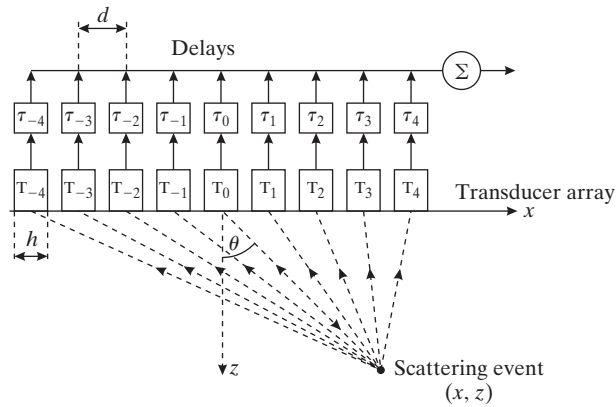 d
Delays
Σ
τ₋₄ τ₋₃ τ₋₂ τ₋₁ τ₀ τ₁ τ₂ τ₃ τ₄
T₋₄ T₋₃ T₋₂ T₋₁ T₀ T₁ T₂ T₃ T₄
Transducer array
x
h
θ
z
Scattering event
(x, z)